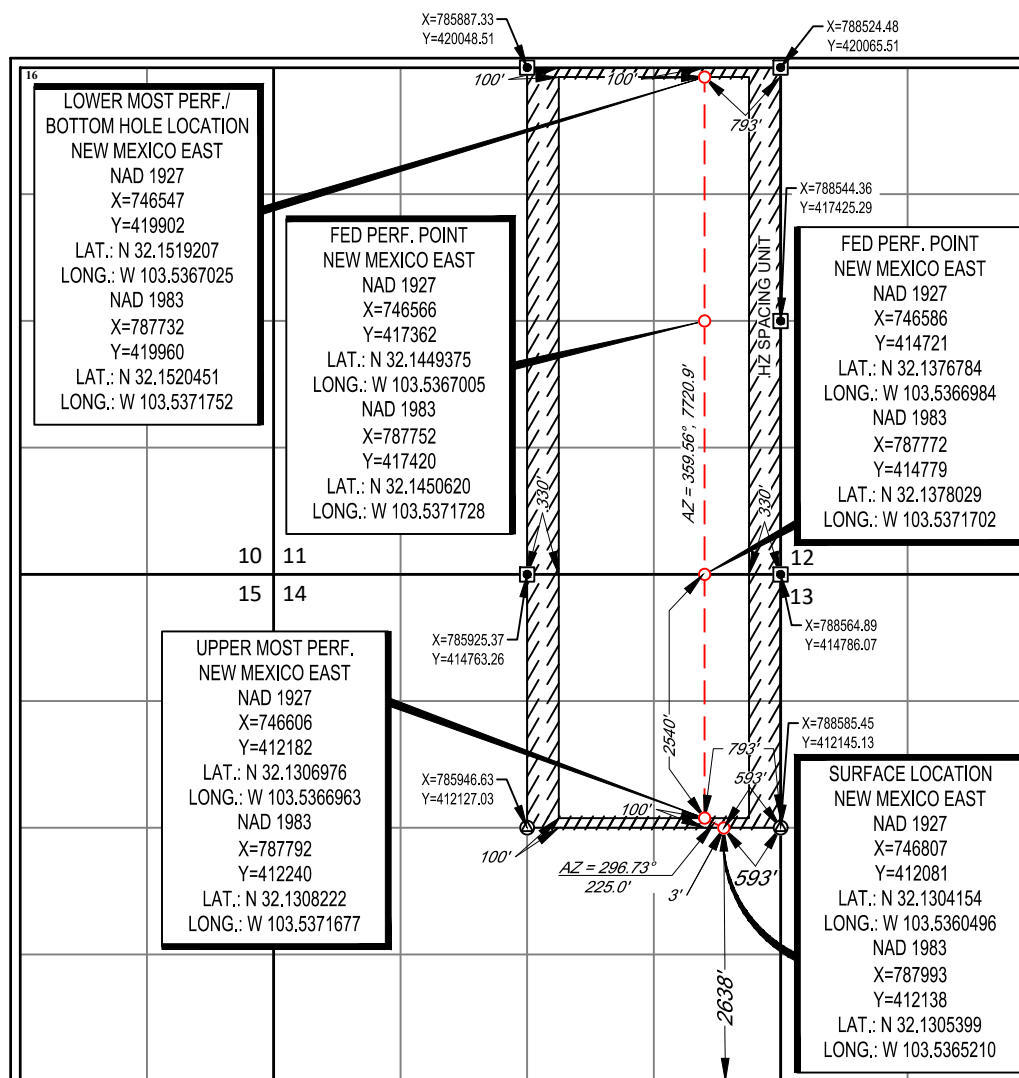 X=785887.33
Y=420048.51
X=788524.48
Y=420065.51
16
100'
100'
793'
LOWER MOST PERF./
BOTTOM HOLE LOCATION
NEW MEXICO EAST
NAD 1927
X=746547
Y=419902
LAT.: N 32.1519207
LONG.: W 103.5367025
NAD 1983
X=787732
Y=419960
LAT.: N 32.1520451
LONG.: W 103.5371752
FED PERF. POINT
NEW MEXICO EAST
NAD 1927
X=746566
Y=417362
LAT.: N 32.1449375
LONG.: W 103.5367005
NAD 1983
X=787752
Y=417420
LAT.: N 32.1450620
LONG.: W 103.5371728
X=788544.36
Y=417425.29
HZ SPACING UNIT
FED PERF. POINT
NEW MEXICO EAST
NAD 1927
X=746586
Y=414721
LAT.: N 32.1376784
LONG.: W 103.5366984
NAD 1983
X=787772
Y=414779
LAT.: N 32.1378029
LONG.: W 103.5371702
AZ = 359.56°, 7720.9'
330'
330'
10
11
12
15
14
13
X=785925.37
Y=414763.26
X=788564.89
Y=414786.07
UPPER MOST PERF.
NEW MEXICO EAST
NAD 1927
X=746606
Y=412182
LAT.: N 32.1306976
LONG.: W 103.5366963
NAD 1983
X=787792
Y=412240
LAT.: N 32.1308222
LONG.: W 103.5371677
2540'
X=788585.45
Y=412145.13
793'
593'
X=785946.63
Y=412127.03
100'
100'
AZ = 296.73°
225.0'
3'
593'
2638'
SURFACE LOCATION
NEW MEXICO EAST
NAD 1927
X=746807
Y=412081
LAT.: N 32.1304154
LONG.: W 103.5360496
NAD 1983
X=787993
Y=412138
LAT.: N 32.1305399
LONG.: W 103.5365210